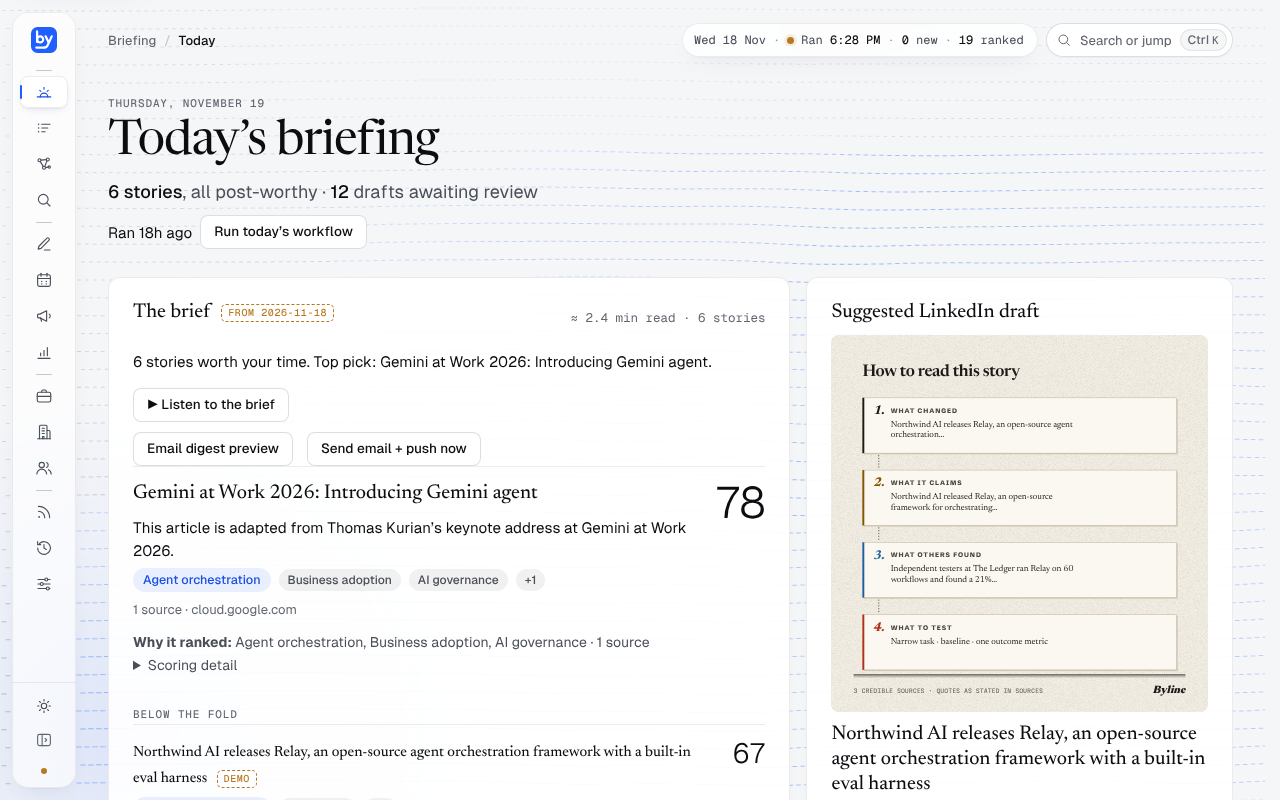 by
Briefing / Today
Wed 18 Nov · Ran 6:28 PM · 0 new · 19 ranked
Search or jump Ctrl K
THURSDAY, NOVEMBER 19
Today’s briefing
6 stories, all post-worthy · 12 drafts awaiting review
Ran 18h ago
Run today’s workflow
The brief
FROM 2026-11-18
≈ 2.4 min read · 6 stories
6 stories worth your time. Top pick: Gemini at Work 2026: Introducing Gemini agent.
Listen to the brief
Email digest preview
Send email + push now
Gemini at Work 2026: Introducing Gemini agent
78
This article is adapted from Thomas Kurian’s keynote address at Gemini at Work
2026.
Agent orchestration Business adoption AI governance +1
1 source · cloud.google.com
Why it ranked: Agent orchestration, Business adoption, AI governance · 1 source
Scoring detail
BELOW THE FOLD
Northwind AI releases Relay, an open-source agent orchestration framework with a built-in
eval harness DEMO
67
Suggested LinkedIn draft
How to read this story
1. WHAT CHANGED
Northwind AI releases Relay, an open-source agent
orchestration...
2. WHAT IT CLAIMS
Northwind AI released Relay, an open-source
framework for orchestrating...
3. WHAT OTHERS FOUND
Independent testers at The Ledger ran Relay on 60
workflows and found a 21%...
4. WHAT TO TEST
Narrow task · baseline · one outcome metric
3 CREDIBLE SOURCES · QUOTES AS STATED IN SOURCES
Byline
Northwind AI releases Relay, an open-source
agent orchestration framework with a built-in
eval harness